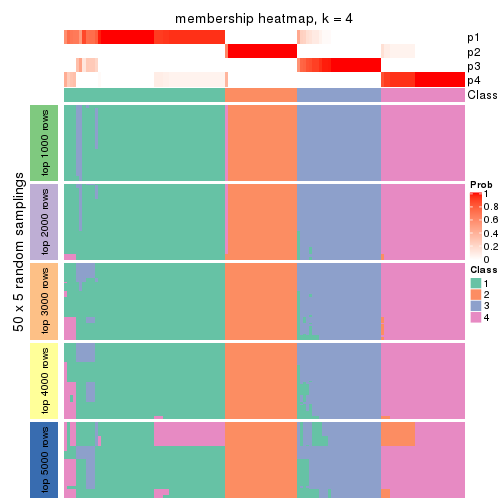 membership heatmap, k = 4
p1
p2
p3
p4
Class
50 x 5 random samplings
top 1000 rows
top 2000 rows
top 3000 rows
top 4000 rows
top 5000 rows
Prob
1
0.8
0.6
0.4
0.2
0
Class
1
2
3
4